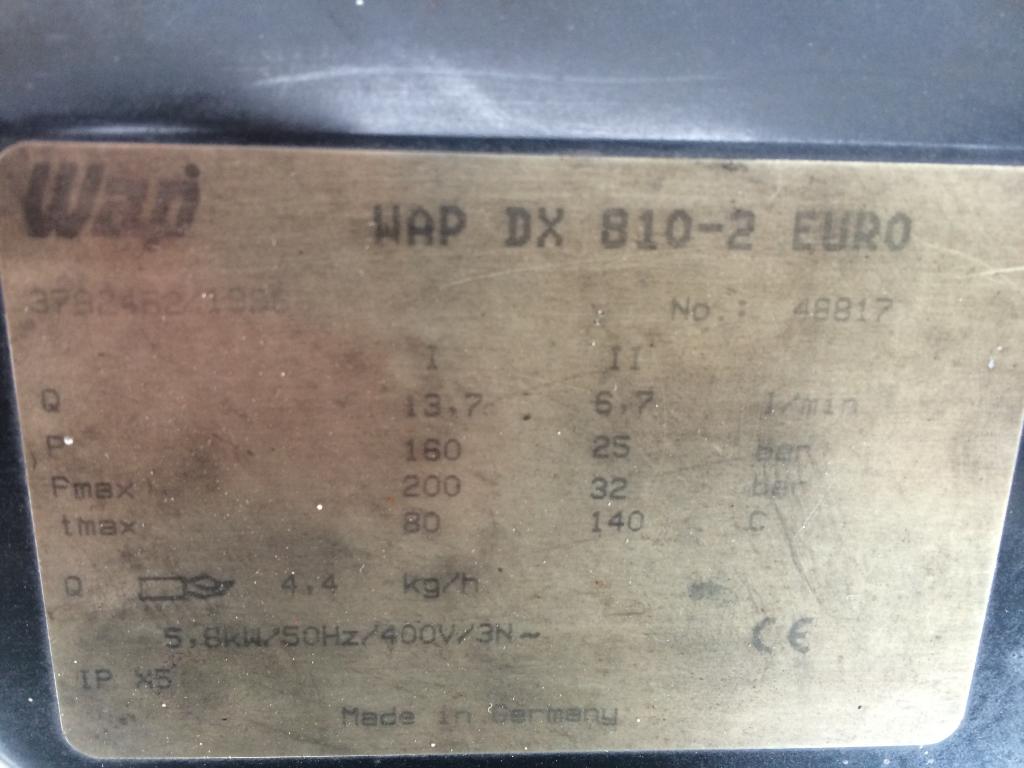 Wap
WAP DX 810-2 EURO
No.: 48817
I II
Q 13,7 6,7 l/min
P 160 25 bar
Pmax 200 32 bar
tmax 80 140 C
Q 4,4 kg/h
5,8kW/50Hz/400V/3N~ CE
IP X5
Made in Germany